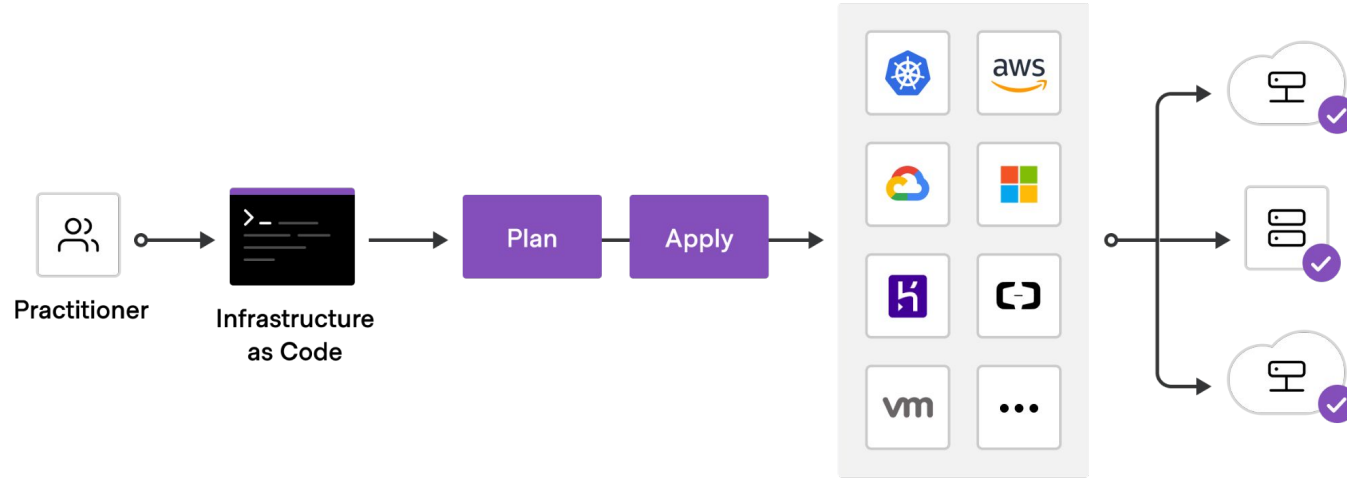 Practitioner
>_
Infrastructure
as Code
Plan
Apply
aws
vm